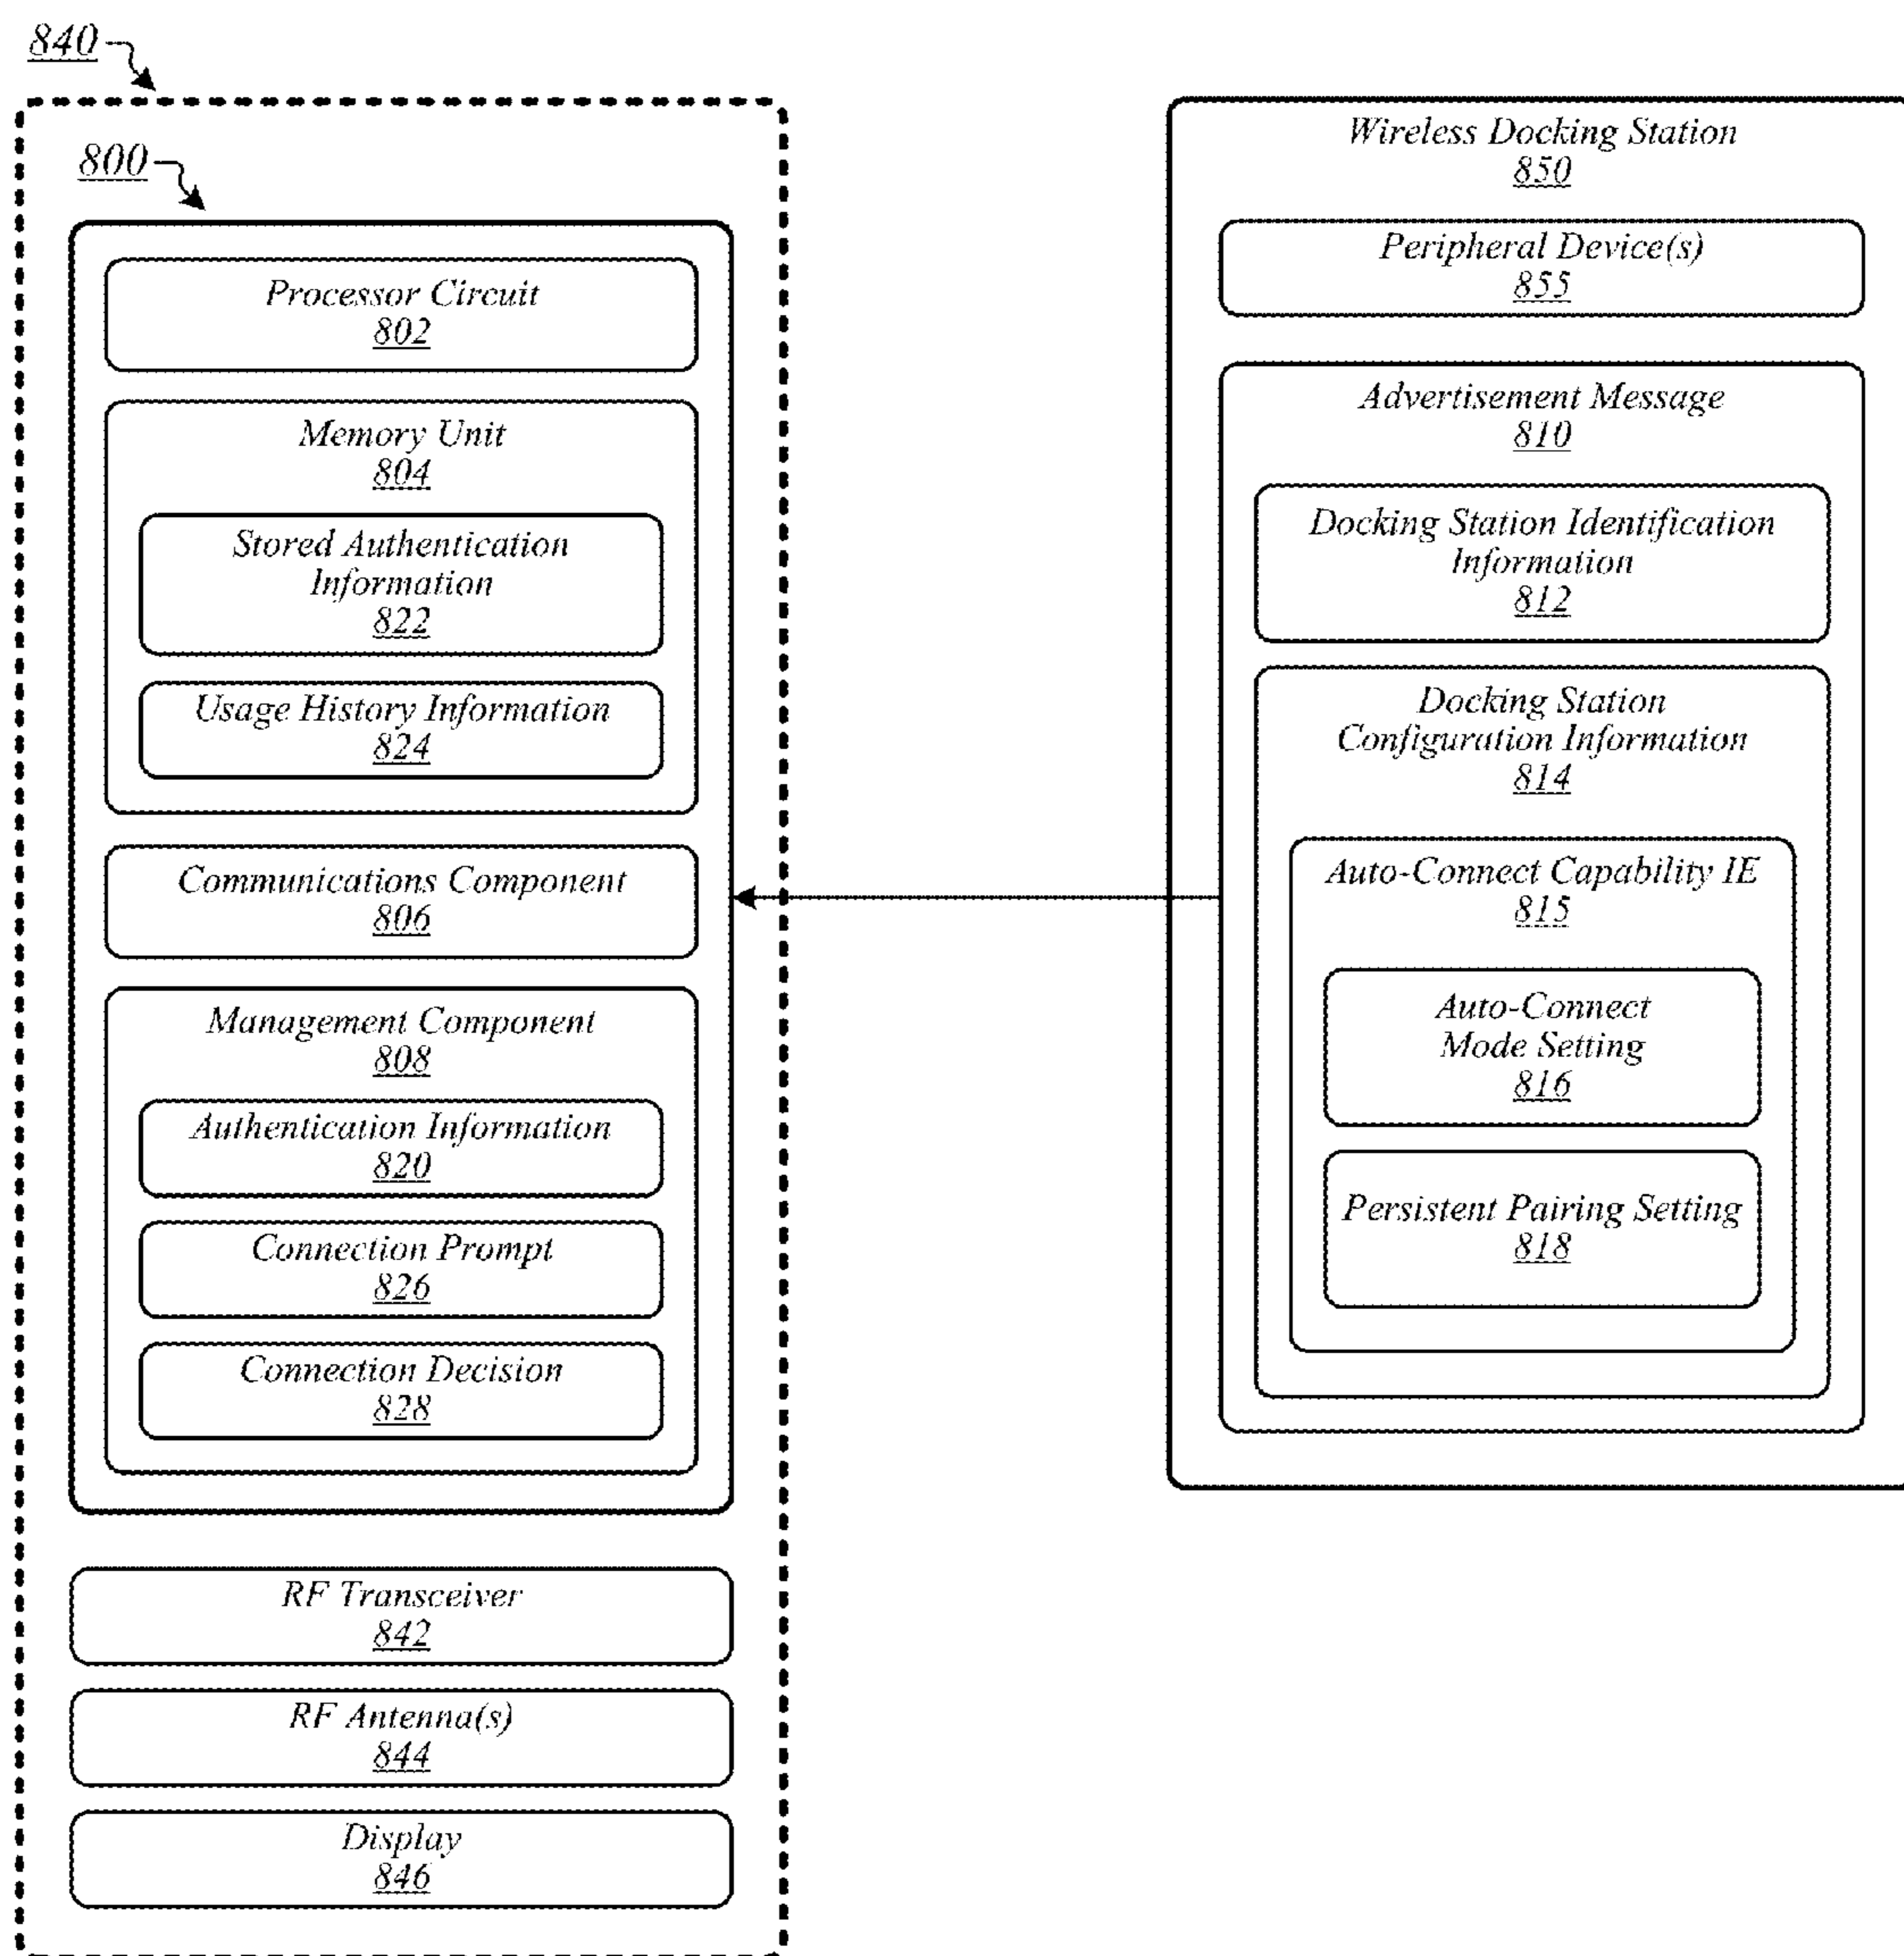 840
800
Processor Circuit
802
Memory Unit
804
Stored Authentication
Information
822
Usage History Information
824
Communications Component
806
Management Component
808
Authentication Information
820
Connection Prompt
826
Connection Decision
828
RF Transceiver
842
RF Antenna(s)
844
Display
846
Wireless Docking Station
850
Peripheral Device(s)
855
Advertisement Message
810
Docking Station Identification
Information
812
Docking Station
Configuration Information
814
Auto-Connect Capability IE
815
Auto-Connect
Mode Setting
816
Persistent Pairing Setting
818